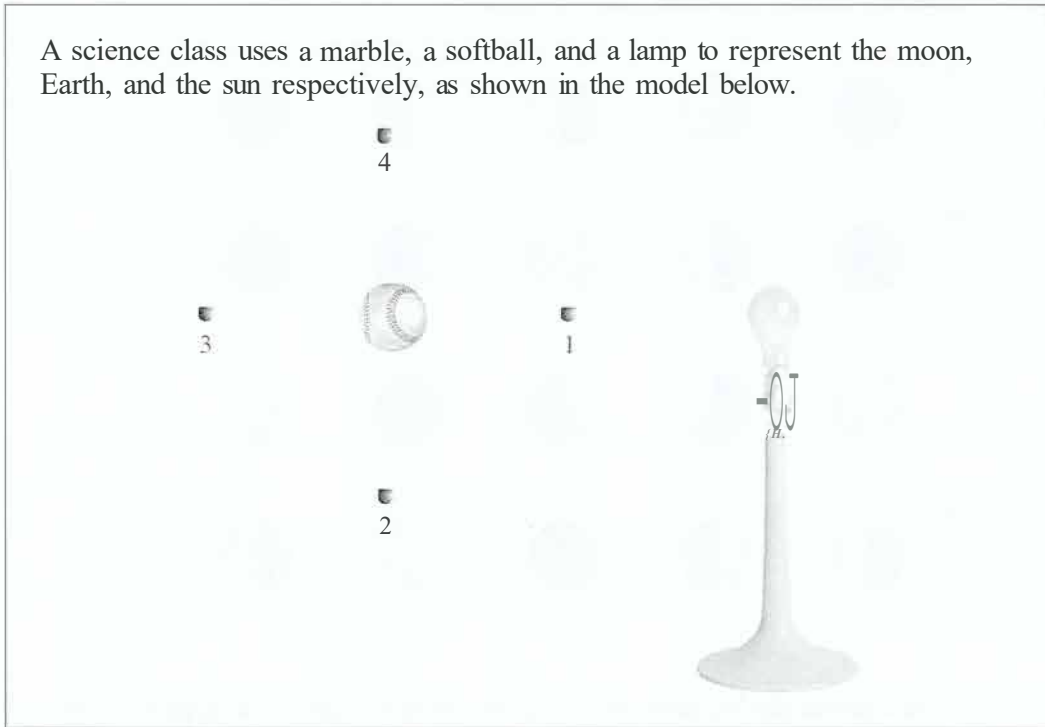 A science class uses a marble, a softball, and a lamp to represent the moon,
Earth, and the sun respectively, as shown in the model below.
4
3
1
2